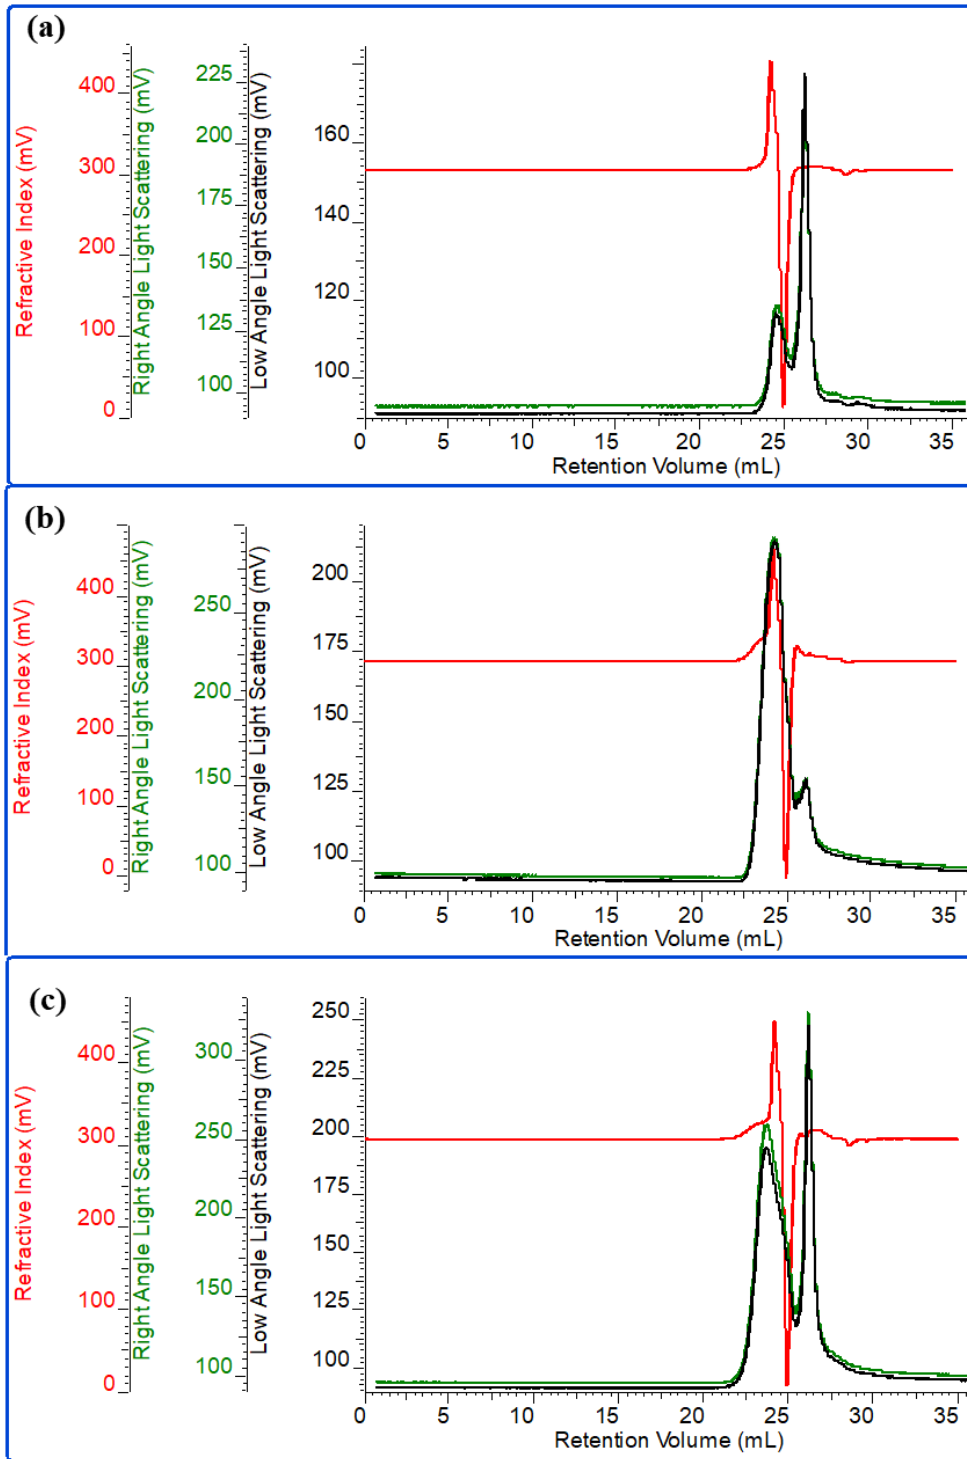 (a)
Refractive Index (mV)
400
300
200
100
0
Right Angle Light Scattering (mV)
225
200
175
150
125
100
Low Angle Light Scattering (mV)
160
140
120
100
0 5 10 15 20 25 30 35
Retention Volume (mL)
(b)
Refractive Index (mV)
400
300
200
100
0
Right Angle Light Scattering (mV)
250
200
150
100
Low Angle Light Scattering (mV)
200
175
150
125
100
0 5 10 15 20 25 30 35
Retention Volume (mL)
(c)
Refractive Index (mV)
400
300
200
100
0
Right Angle Light Scattering (mV)
300
250
200
150
100
Low Angle Light Scattering (mV)
250
225
200
175
150
125
100
0 5 10 15 20 25 30 35
Retention Volume (mL)